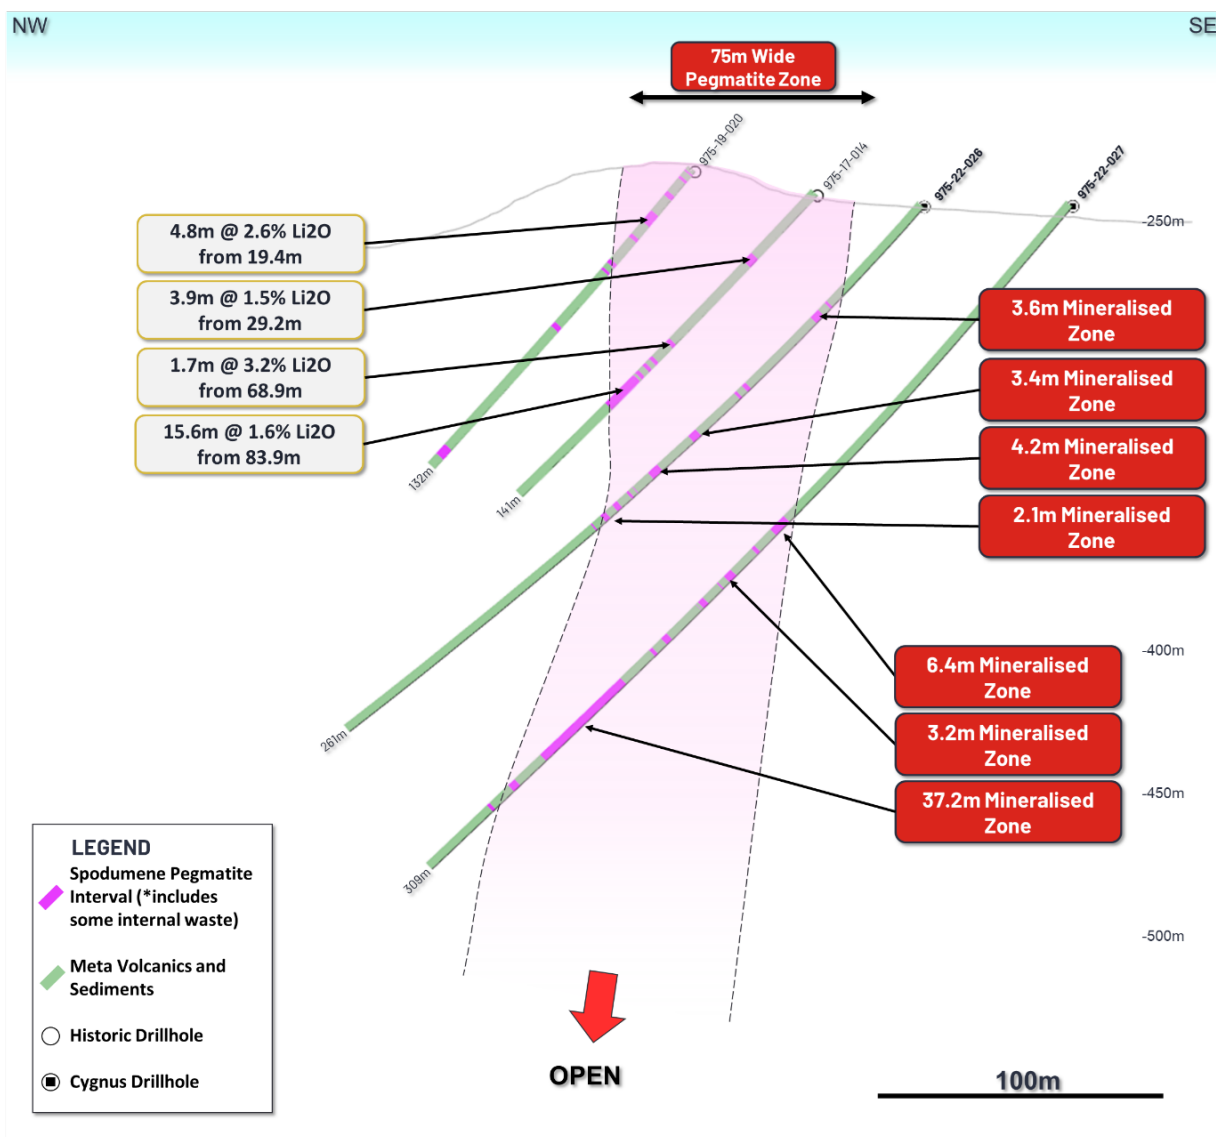 NW
SE
75m Wide
Pegmatite Zone
975-19-020
975-17-014
975-22-026
975-22-027
-250m
4.8m @ 2.6% Li2O
from 19.4m
3.9m @ 1.5% Li2O
from 29.2m
1.7m @ 3.2% Li2O
from 68.9m
15.6m @ 1.6% Li2O
from 83.9m
3.6m Mineralised
Zone
3.4m Mineralised
Zone
4.2m Mineralised
Zone
2.1m Mineralised
Zone
132m
141m
261m
309m
-400m
6.4m Mineralised
Zone
3.2m Mineralised
Zone
37.2m Mineralised
Zone
-450m
-500m
LEGEND
Spodumene Pegmatite
Interval (*includes
some internal waste)
Meta Volcanics and
Sediments
Historic Drillhole
Cygnus Drillhole
OPEN
100m